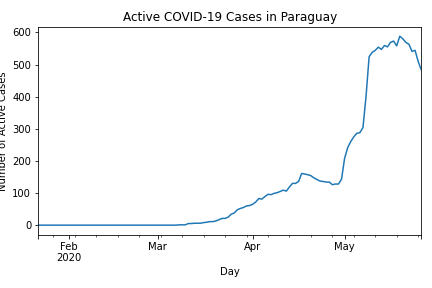 Active COVID-19 Cases in Paraguay
Number of Active Cases
600
500
400
300
200
100
0
Feb
2020
Mar
Apr
May
Day